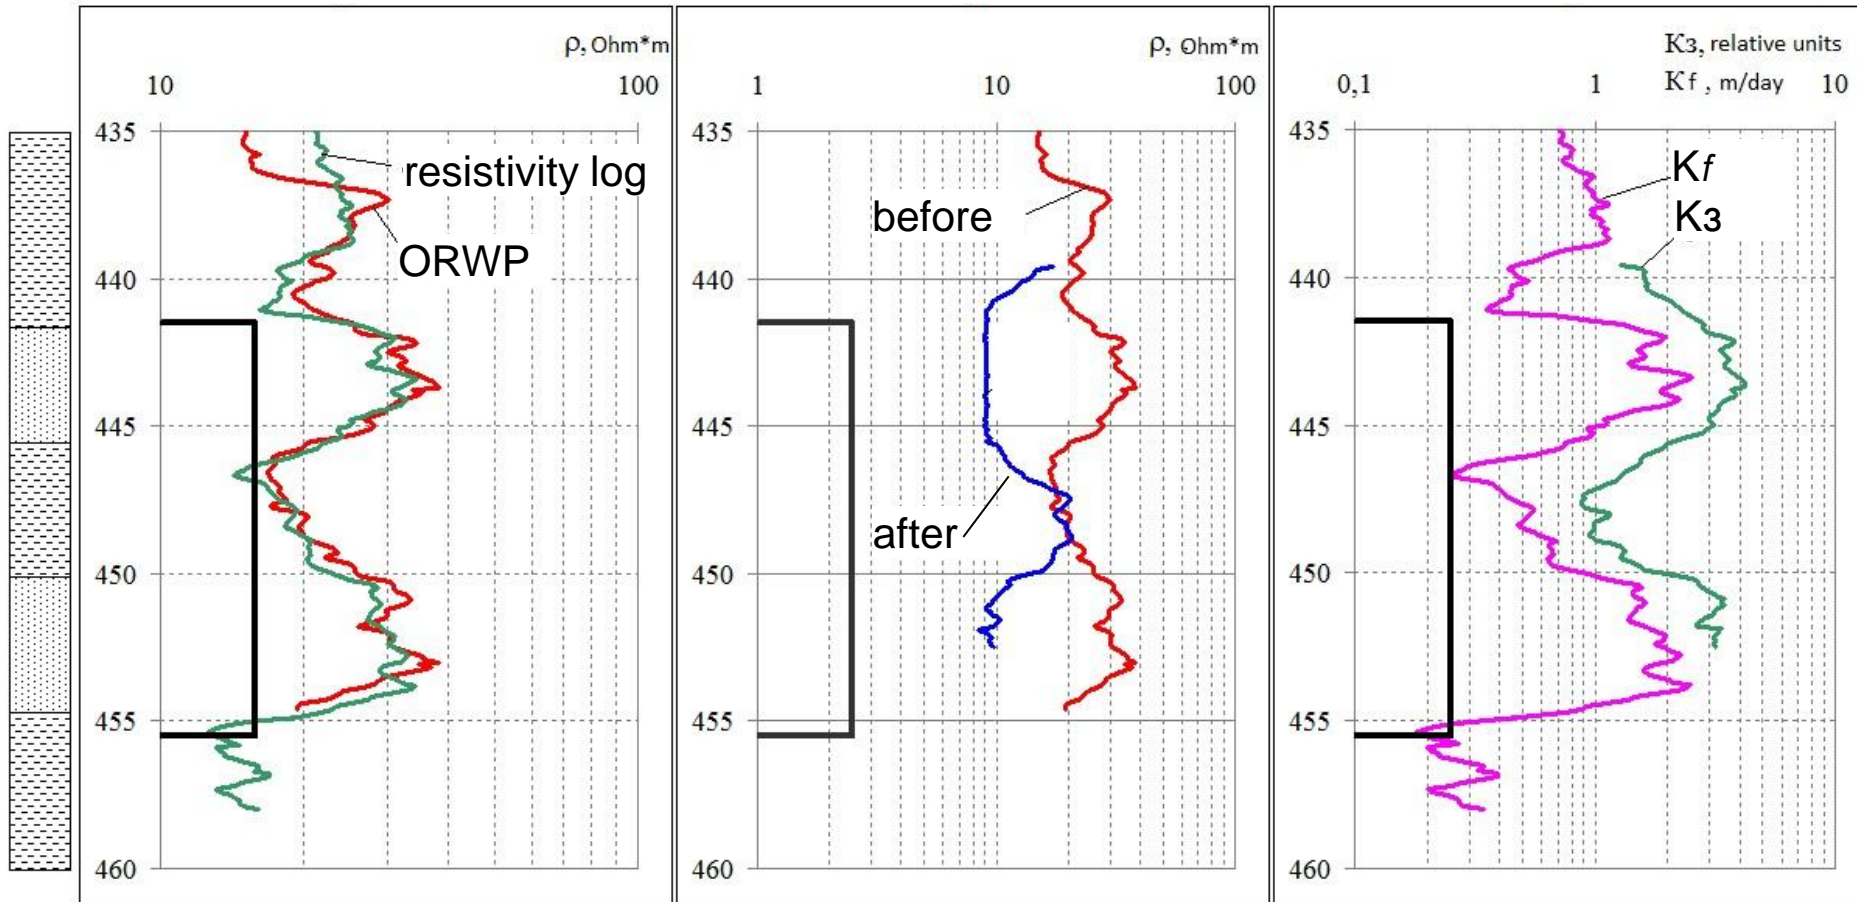 ρ, Ohm*m
10 100
435
440
445
450
455
460
resistivity log
ORWP
ρ, Ohm*m
1 10 100
435
440
445
450
455
460
before
after
Kз, relative units
Kf , m/day
0,1 1 10
435
440
445
450
455
460
Kf
Kз